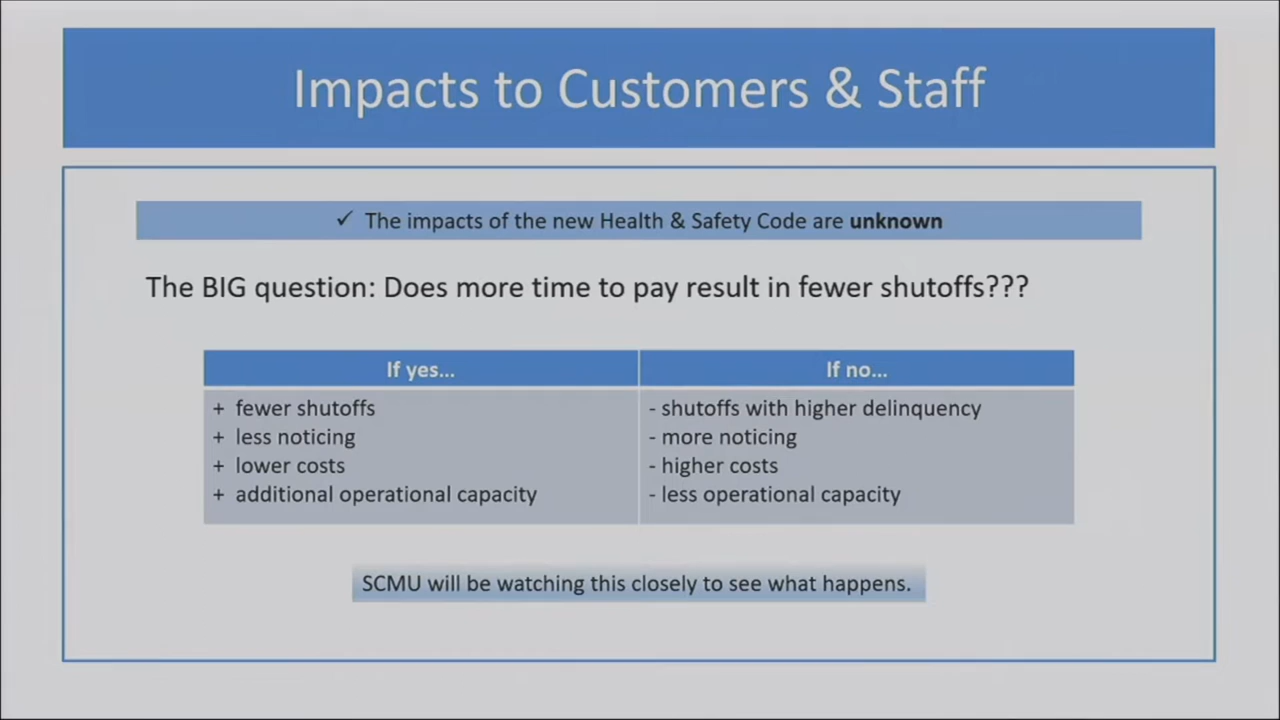 Impacts to Customers & Staff
✓ The impacts of the new Health & Safety Code are unknown
The BIG question: Does more time to pay result in fewer shutoffs???
If yes...
If no...
+ fewer shutoffs
+ less noticing
+ lower costs
+ additional operational capacity
- shutoffs with higher delinquency
- more noticing
- higher costs
- less operational capacity
SCMU will be watching this closely to see what happens.